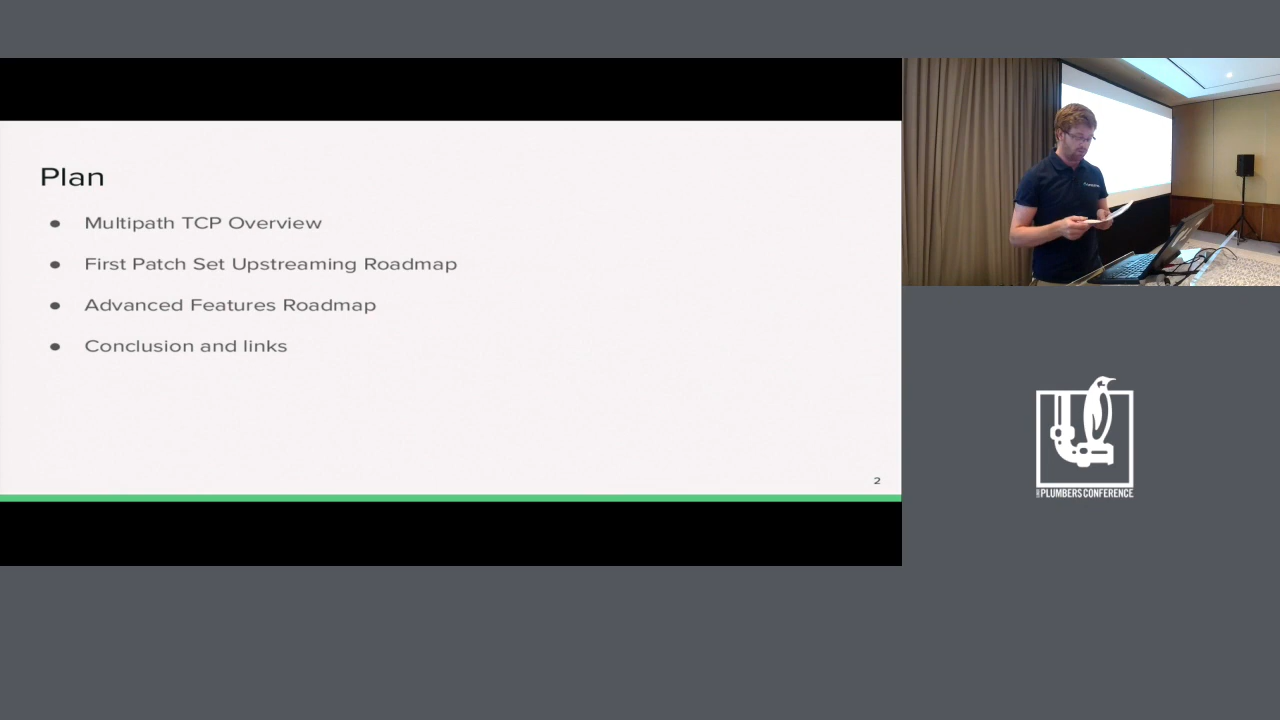 Plan
● Multipath TCP Overview
● First Patch Set Upstreaming Roadmap
● Advanced Features Roadmap
● Conclusion and links
2
PLUMBERS CONFERENCE